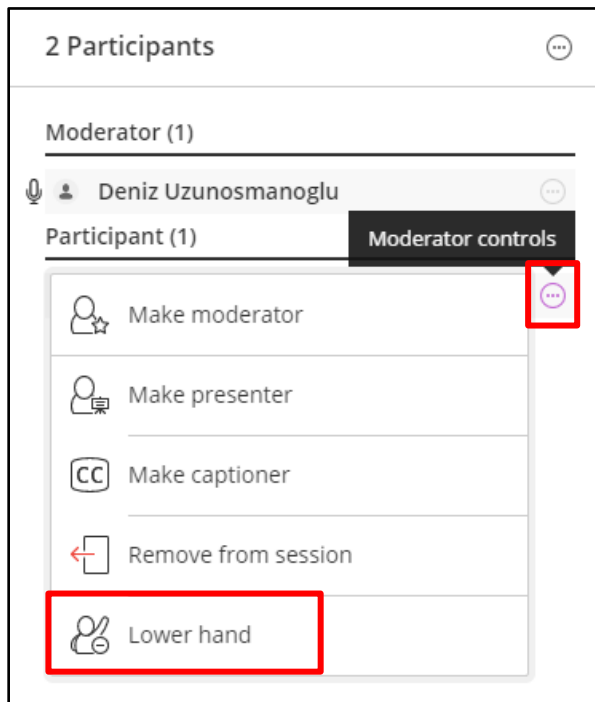 2 Participants
Moderator (1)
Deniz Uzunosmanoglu
Participant (1)
Moderator controls
Make moderator
Make presenter
CC Make captioner
Remove from session
Lower hand